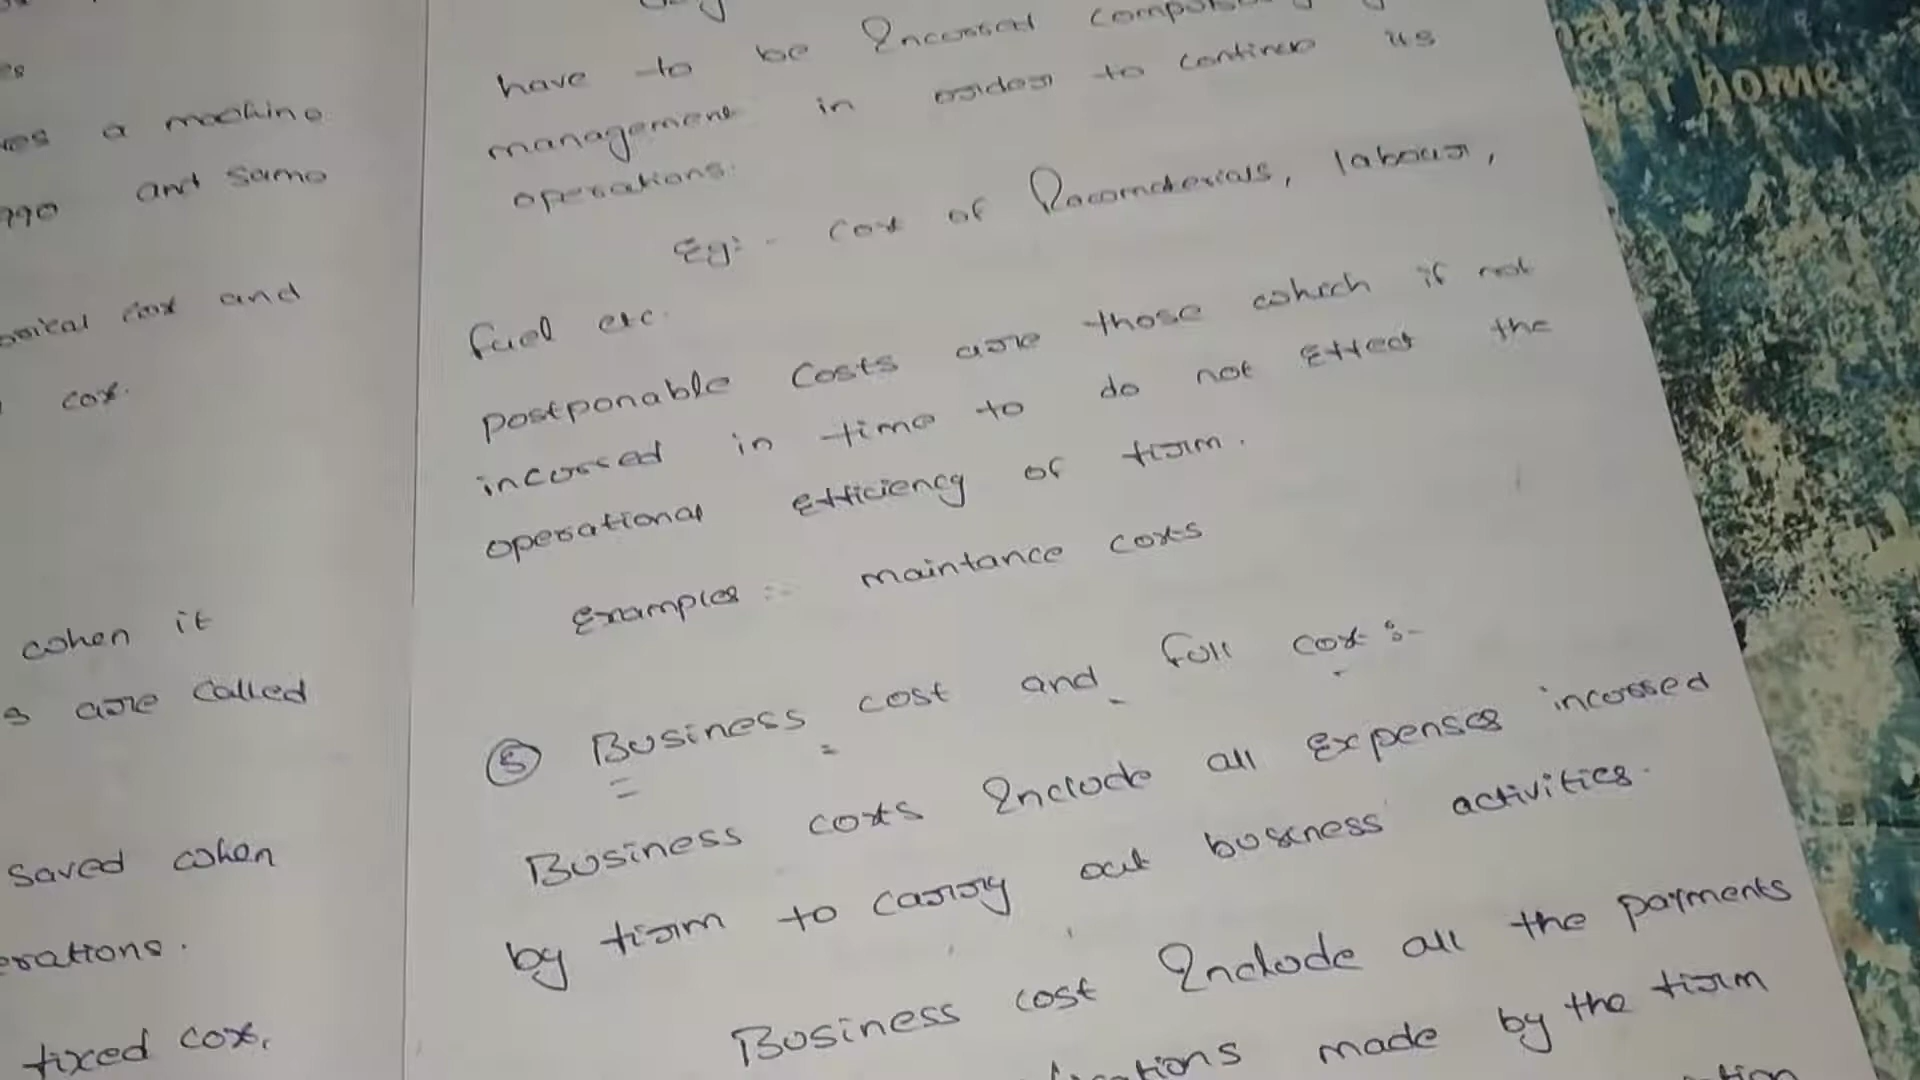 es
a machine
and same
cost and
cost.
when it
s are called
saved when
erations.
fixed cost.
have to be Incurred
management in order to continue its
operations.
Eg:- cost of Rawmaterials, labour,
fuel etc.
postponable Costs are those which if not
incurred in time to do not Effect the
operational Efficiency of firm.
Examples :- maintance costs
⑤ Business cost and full cost :-
Business costs Include all Expenses incurred
by firm to carry out business activities.
Business cost Include all the payments
made by the firm
your home.